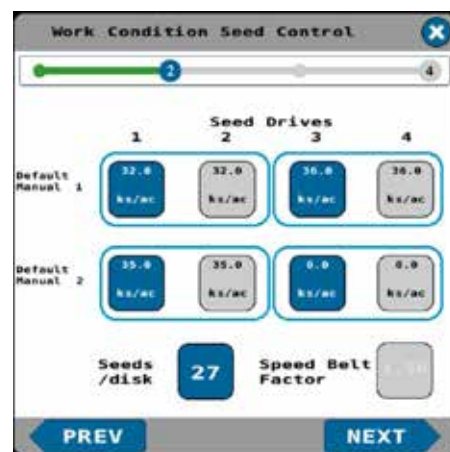 Work Condition Seed Control
2 4
Seed Drives
1 2 3 4
Default Manual 1
32.0 ks/ac 32.0 ks/ac 36.0 ks/ac 36.0 ks/ac
Default Manual 2
35.0 ks/ac 35.0 ks/ac 0.0 ks/ac 0.0 ks/ac
Seeds /disk 27 Speed Belt Factor
PREV NEXT